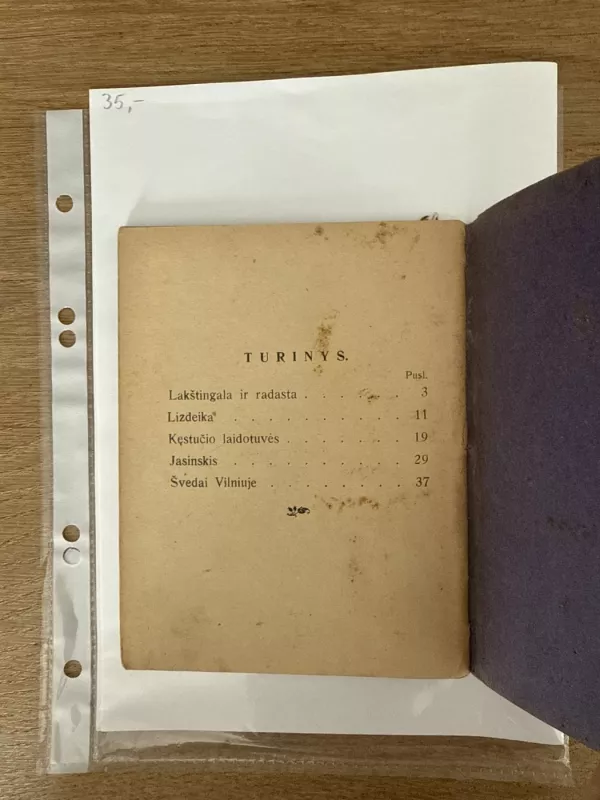 35,-
TURINYS.
Pusl.
Lakštingala ir radasta . . . . . . 3
Lizdeika . . . . . . . . . 11
Kęstučio laidotuvės . . . . . . . 19
Jasinskis . . . . . . . . . 29
Švedai Vilniuje . . . . . . . . 37